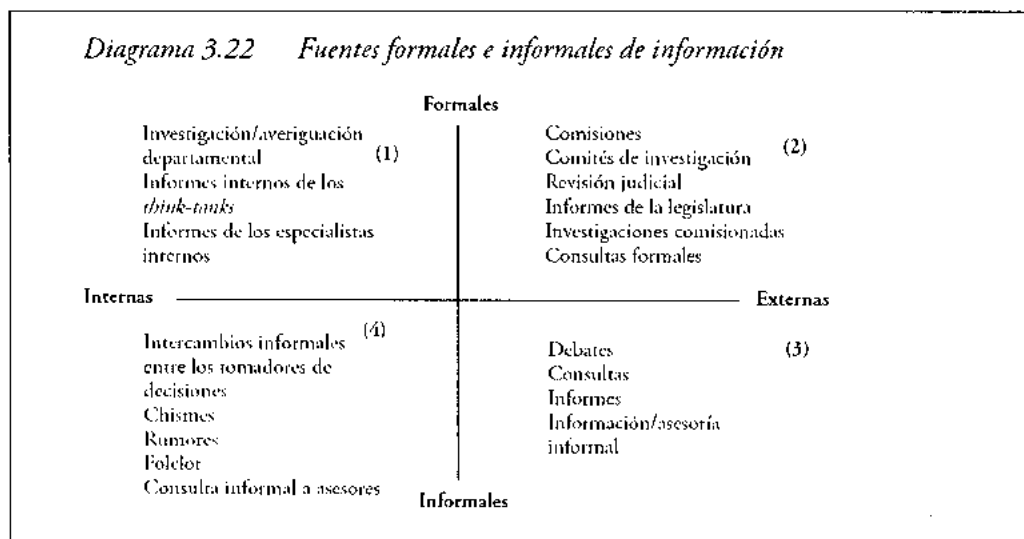 Diagrama 3.22 Fuentes formales e informales de información
Formales
Investigación/averiguación
departamental (1)
Informes internos de los
think-tanks
Informes de los especialistas
internos
Comisiones
Comités de investigación (2)
Revisión judicial
Informes de la legislatura
Investigaciones comisionadas
Consultas formales
Internas
Externas
Intercambios informales (4)
entre los tomadores de
decisiones
Chismes
Rumores
Folclor
Consulta informal a asesores
Debates (3)
Consultas
Informes
Información/asesoría
informal
Informales